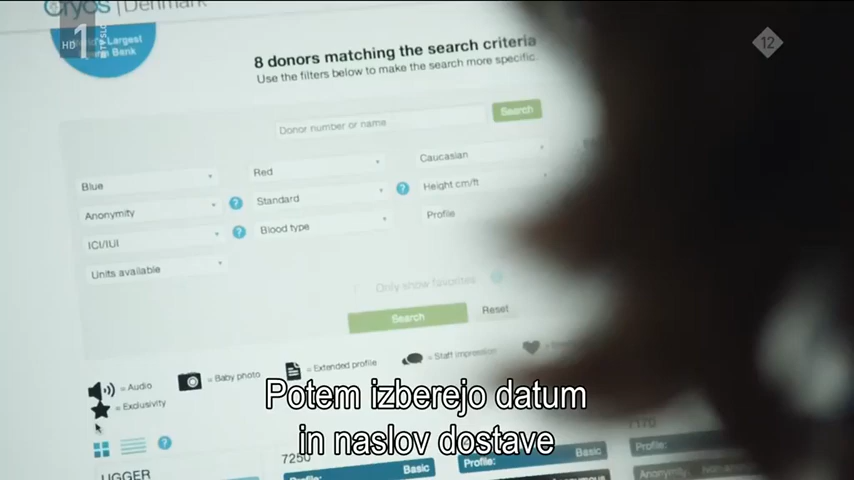 Cryos | Denmark
HD 1
World's Largest
Bank
12
8 donors matching the search criteria
Use the filters below to make the search more specific.
Donor number or name
Search
Blue
Red
Caucasian
Anonymity
Standard
Height cm/ft
ICI/IUI
Blood type
Profile
Units available
Only show favorites
Search
Reset
= Audio
= Baby photo
= Extended profile
= Staff impression
= Exclusivity
Potem izberejo datum
in naslov dostave
UGGER
7250
Profile:
Basic
Profile:
Basic
Profile:
Anonymity: